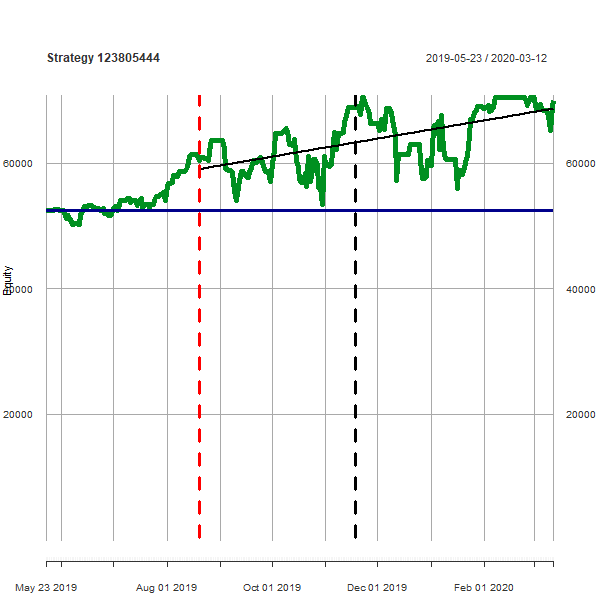 Strategy 123805444
2019-05-23 / 2020-03-12
60000
60000
Equity
40000
40000
20000
20000
May 23 2019
Aug 01 2019
Oct 01 2019
Dec 01 2019
Feb 01 2020